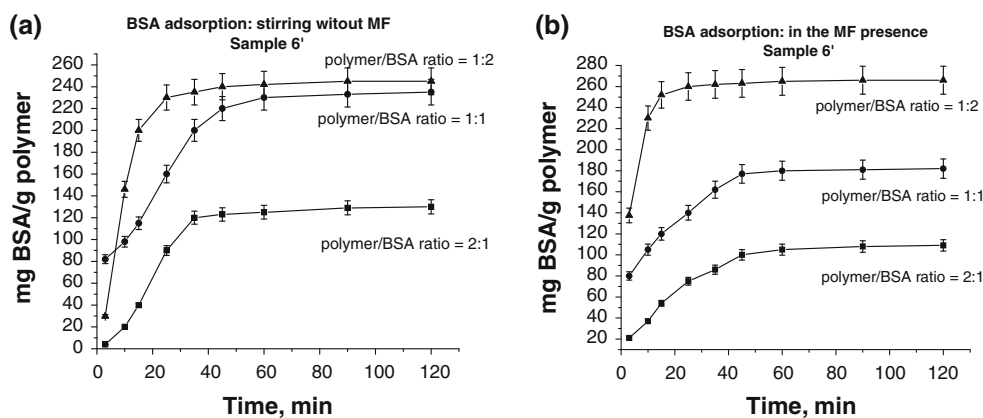 (a)
BSA adsorption: stirring witout MF
Sample 6'
mg BSA/g polymer
260
240
220
200
180
160
140
120
100
80
60
40
20
0
polymer/BSA ratio = 1:2
polymer/BSA ratio = 1:1
polymer/BSA ratio = 2:1
0 20 40 60 80 100 120
Time, min
(b)
BSA adsorption: in the MF presence
Sample 6'
mg BSA/g polymer
280
260
240
220
200
180
160
140
120
100
80
60
40
20
polymer/BSA ratio = 1:2
polymer/BSA ratio = 1:1
polymer/BSA ratio = 2:1
0 20 40 60 80 100 120
Time, min